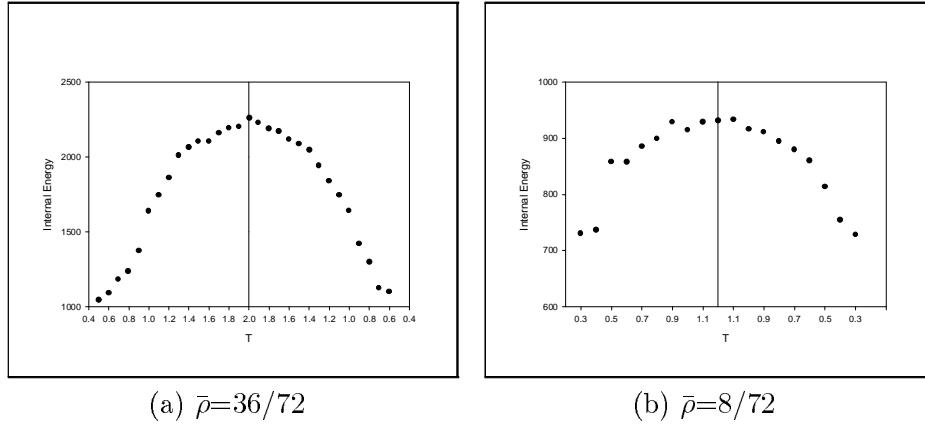 2500
2000
1500
1000
Internal Energy
0.4 0.6 0.8 1.0 1.2 1.4 1.6 1.8 2.0 1.8 1.6 1.4 1.2 1.0 0.8 0.6 0.4
T
(a) ρ̄=36/72
1000
900
800
700
600
Internal Energy
0.3 0.5 0.7 0.9 1.1 1.1 0.9 0.7 0.5 0.3
T
(b) ρ̄=8/72